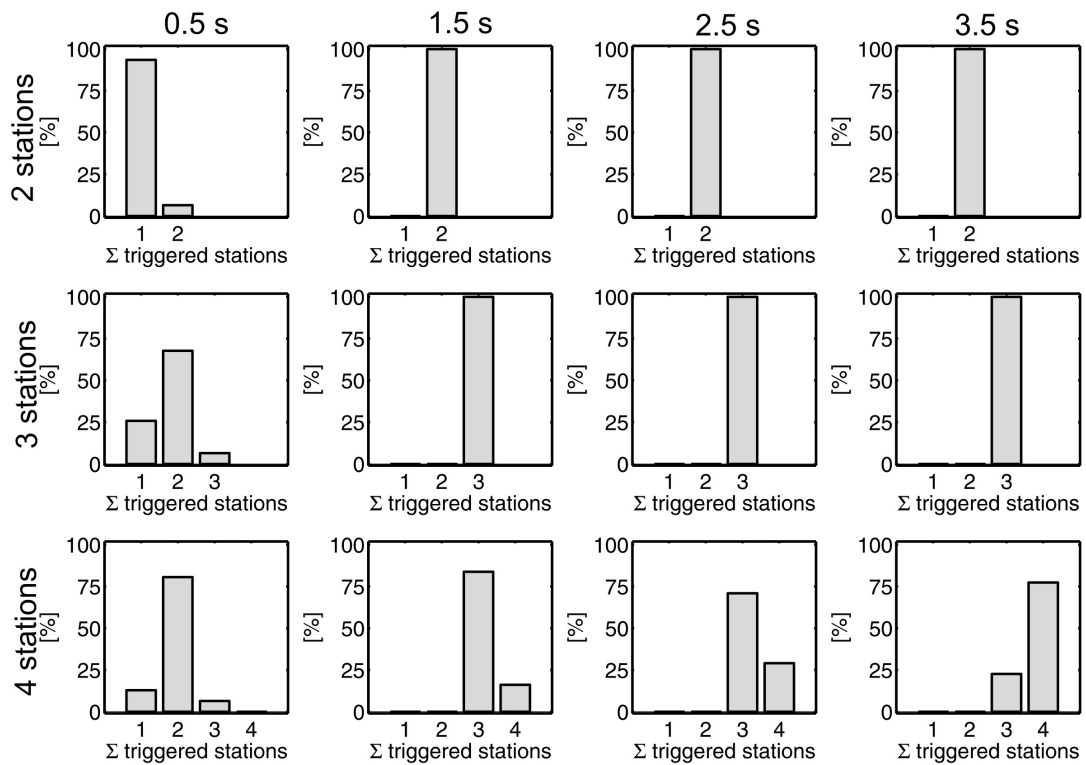 0.5 s 1.5 s 2.5 s 3.5 s
2 stations
[%] [%] [%] [%]
100 100 100 100
75 75 75 75
50 50 50 50
25 25 25 25
0 0 0 0
1 2 1 2 1 2 1 2
Σ triggered stations Σ triggered stations Σ triggered stations Σ triggered stations
3 stations
[%] [%] [%] [%]
100 100 100 100
75 75 75 75
50 50 50 50
25 25 25 25
0 0 0 0
1 2 3 1 2 3 1 2 3 1 2 3
Σ triggered stations Σ triggered stations Σ triggered stations Σ triggered stations
4 stations
[%] [%] [%] [%]
100 100 100 100
75 75 75 75
50 50 50 50
25 25 25 25
0 0 0 0
1 2 3 4 1 2 3 4 1 2 3 4 1 2 3 4
Σ triggered stations Σ triggered stations Σ triggered stations Σ triggered stations